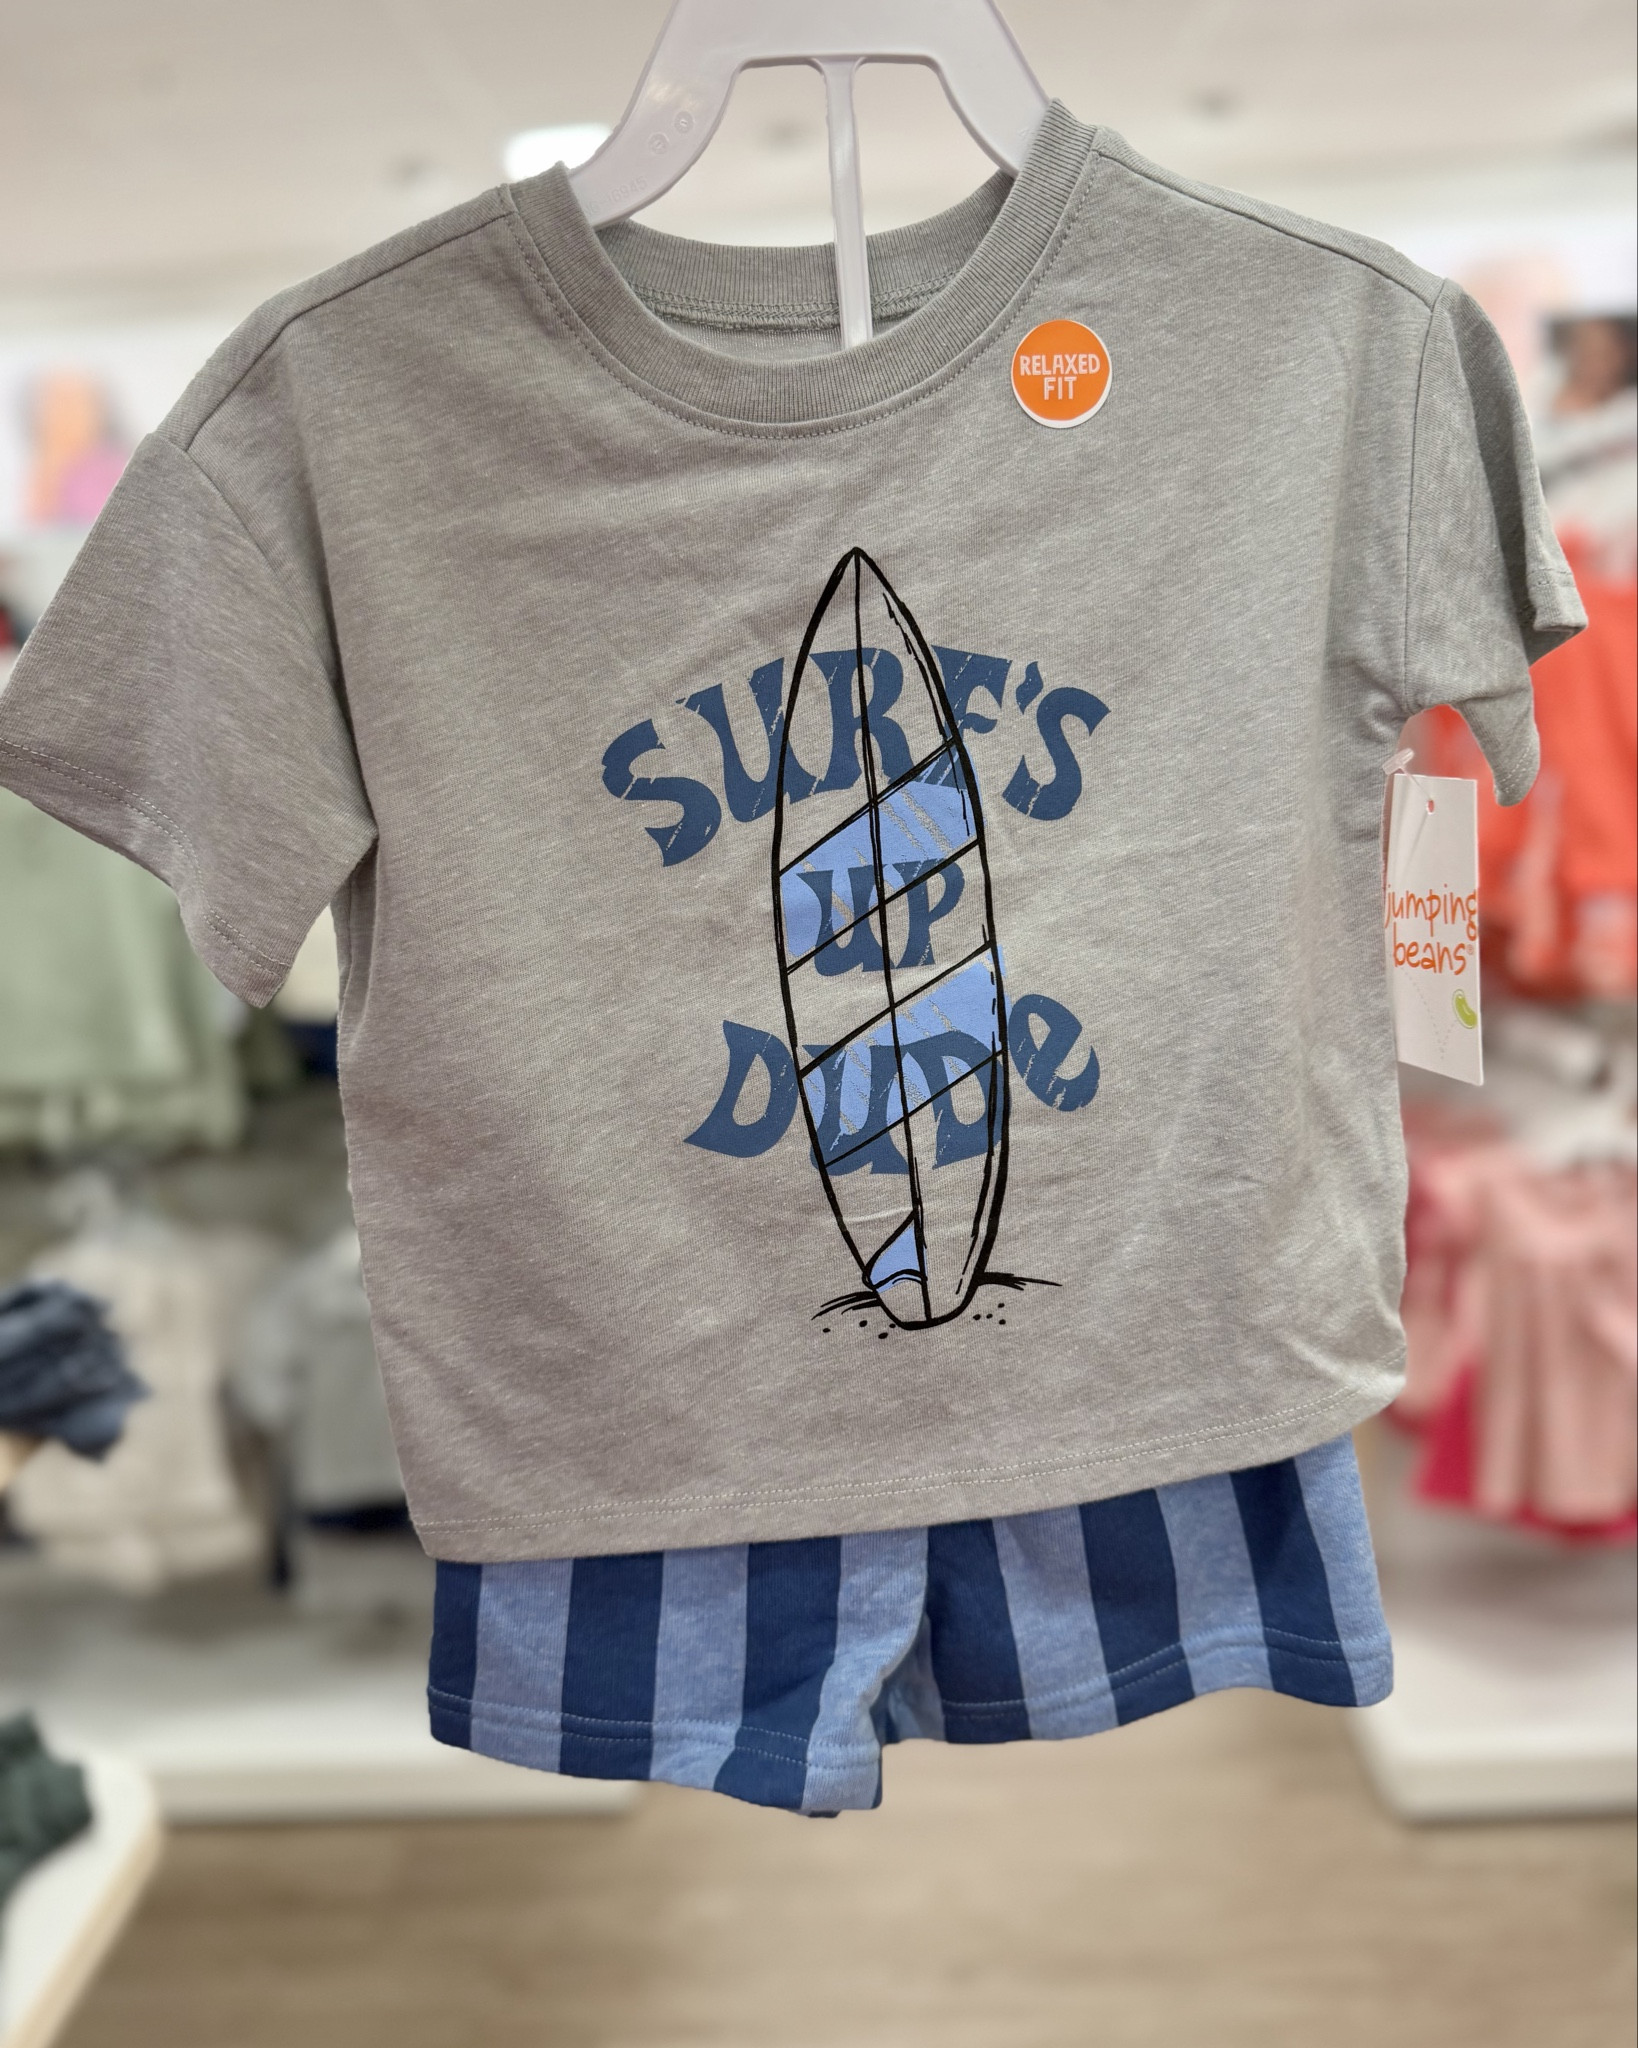 RELAXED
FIT
SURF'S
UP
DUDe
jumping
beans®